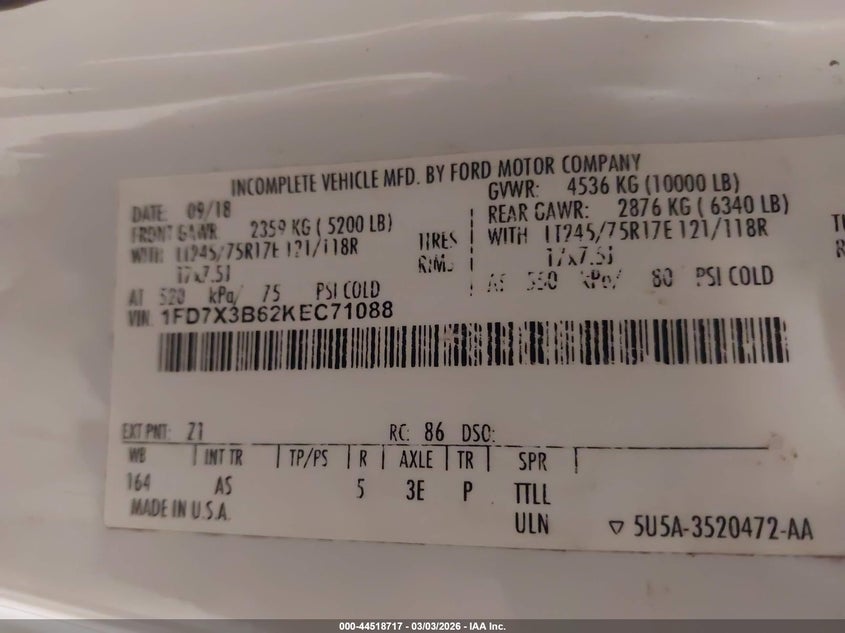 INCOMPLETE VEHICLE MFD. BY FORD MOTOR COMPANY
DATE: 09/18 GVWR: 4536 KG (10000 LB)
FRONT GAWR: 2359 KG ( 5200 LB) REAR GAWR: 2876 KG ( 6340 LB)
WITH LT245/75R17E 121/118R TIRES WITH LT245/75R17E 121/118R
17x7.5J RIMS 17x7.5J
AT 520 kPa/ 75 PSI COLD AT 550 kPa/ 80 PSI COLD
VIN: 1FD7X3B62KEC71088
EXT PNT: Z1 RC: 86 DSO:
WB INT TR TP/PS R AXLE TR SPR
164 AS 5 3E P TTLL
MADE IN U.S.A. ULN ▽ 5U5A-3520472-AA
000-44518717 - 03/03/2026 - IAA Inc.